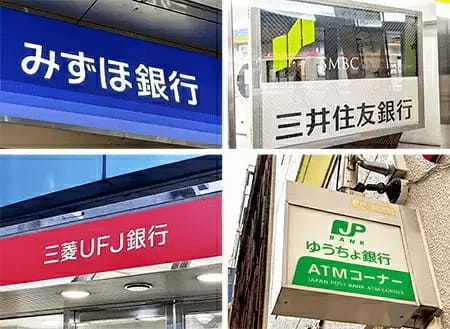 みずほ銀行
SMBC
三井住友銀行
三菱UFJ銀行
JP
BANK
ゆうちょ銀行
ATMコーナー
JAPAN POST BANK ATM CORNER